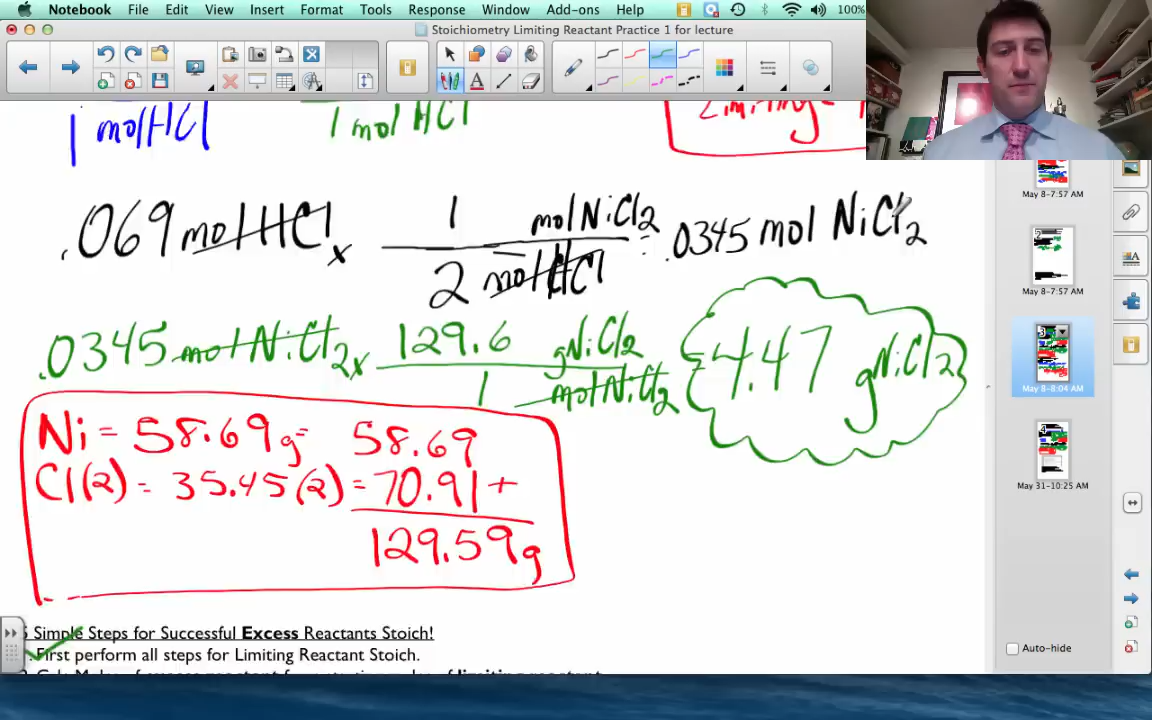 Notebook File Edit View Insert Format Tools Response Window Add-ons Help 100%
Stoichiometry Limiting Reactant Practice 1 for lecture
1 mol HCl 1 mol HCl Limiting =
.069 mol HCl x 1 mol NiCl2 = .0345 mol NiCl2
2 mol HCl
.0345 mol NiCl2 x 129.6 g NiCl2 = 4.47 g NiCl2
1 mol NiCl2
Ni = 58.69 g = 58.69
Cl(2) = 35.45 (2) = 70.91 +
129.59 g
Simple Steps for Successful Excess Reactants Stoich!
First perform all steps for Limiting Reactant Stoich.
May 8-7:57 AM
May 8-7:57 AM
May 8-8:04 AM
May 31-10:25 AM
Auto-hide